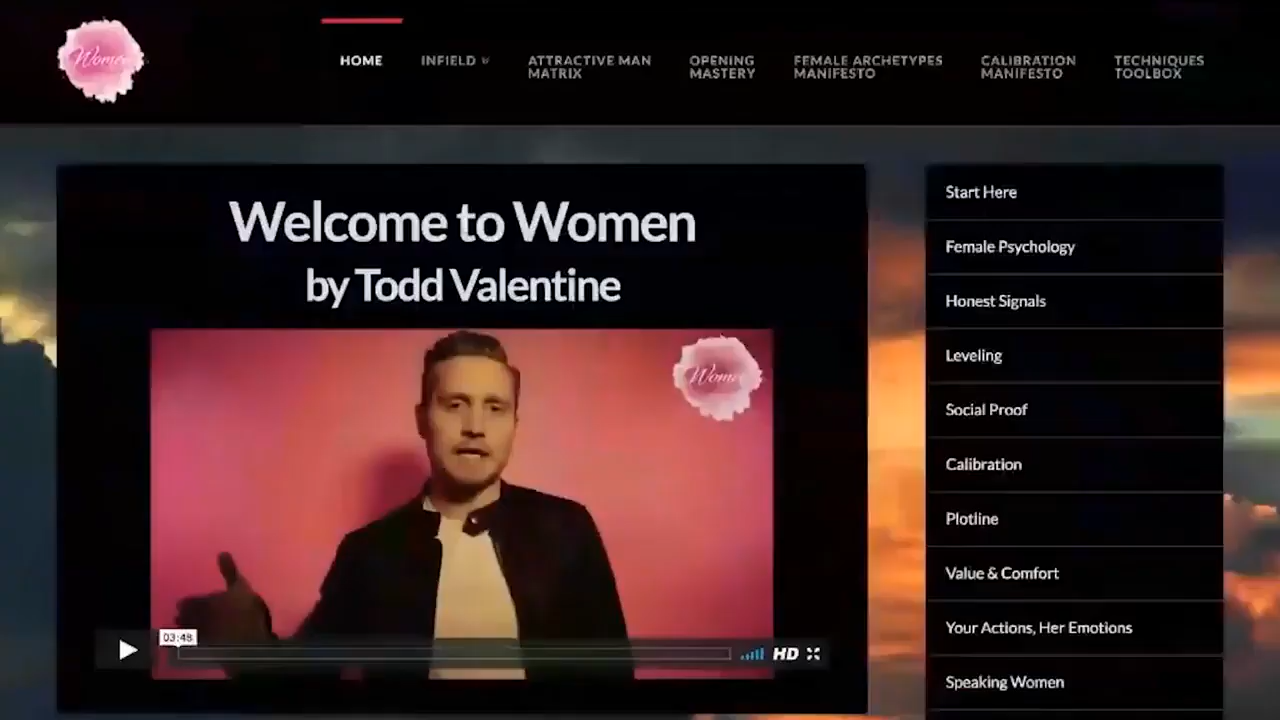 Women
HOME
INFIELD
ATTRACTIVE MAN
MATRIX
OPENING
MASTERY
FEMALE ARCHETYPES
MANIFESTO
CALIBRATION
MANIFESTO
TECHNIQUES
TOOLBOX
Welcome to Women
by Todd Valentine
Women
03:48
HD
Start Here
Female Psychology
Honest Signals
Leveling
Social Proof
Calibration
Plotline
Value & Comfort
Your Actions, Her Emotions
Speaking Women